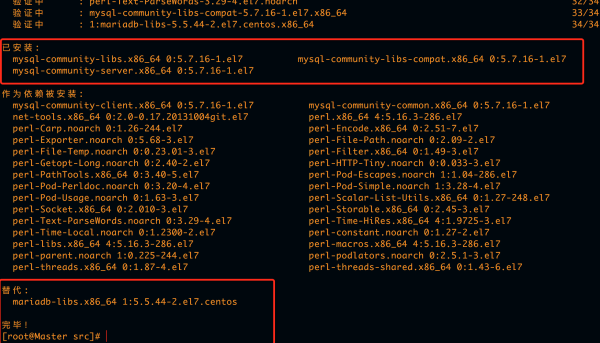 验证中 : perl-Text-ParseWords-3.29-4.el7.noarch 32/34
验证中 : mysql-community-libs-compat-5.7.16-1.el7.x86_64 33/34
验证中 : 1:mariadb-libs-5.5.44-2.el7.centos.x86_64 34/34
已安装：
mysql-community-libs.x86_64 0:5.7.16-1.el7 mysql-community-libs-compat.x86_64 0:5.7.16-1.el7
mysql-community-server.x86_64 0:5.7.16-1.el7
作为依赖被安装：
mysql-community-client.x86_64 0:5.7.16-1.el7 mysql-community-common.x86_64 0:5.7.16-1.el7
net-tools.x86_64 0:2.0-0.17.20131004git.el7 perl.x86_64 4:5.16.3-286.el7
perl-Carp.noarch 0:1.26-244.el7 perl-Encode.x86_64 0:2.51-7.el7
perl-Exporter.noarch 0:5.68-3.el7 perl-File-Path.noarch 0:2.09-2.el7
perl-File-Temp.noarch 0:0.23.01-3.el7 perl-Filter.x86_64 0:1.49-3.el7
perl-Getopt-Long.noarch 0:2.40-2.el7 perl-HTTP-Tiny.noarch 0:0.033-3.el7
perl-PathTools.x86_64 0:3.40-5.el7 perl-Pod-Escapes.noarch 1:1.04-286.el7
perl-Pod-Perldoc.noarch 0:3.20-4.el7 perl-Pod-Simple.noarch 1:3.28-4.el7
perl-Pod-Usage.noarch 0:1.63-3.el7 perl-Scalar-List-Utils.x86_64 0:1.27-248.el7
perl-Socket.x86_64 0:2.010-3.el7 perl-Storable.x86_64 0:2.45-3.el7
perl-Text-ParseWords.noarch 0:3.29-4.el7 perl-Time-HiRes.x86_64 4:1.9725-3.el7
perl-Time-Local.noarch 0:1.2300-2.el7 perl-constant.noarch 0:1.27-2.el7
perl-libs.x86_64 4:5.16.3-286.el7 perl-macros.x86_64 4:5.16.3-286.el7
perl-parent.noarch 1:0.225-244.el7 perl-podlators.noarch 0:2.5.1-3.el7
perl-threads.x86_64 0:1.87-4.el7 perl-threads-shared.x86_64 0:1.43-6.el7
替代：
mariadb-libs.x86_64 1:5.5.44-2.el7.centos
完毕！
[root@Master src]#